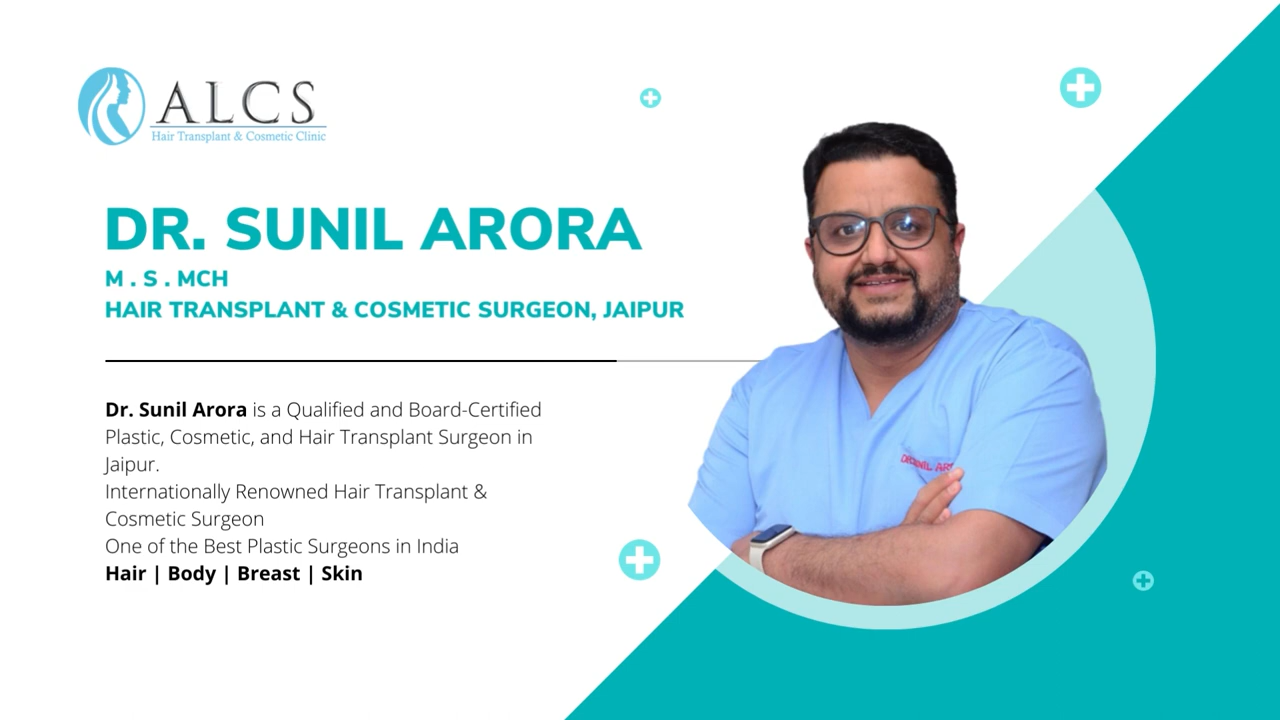 ALCS
Hair Transplant & Cosmetic Clinic
DR. SUNIL ARORA
M . S . MCH
HAIR TRANSPLANT & COSMETIC SURGEON, JAIPUR
Dr. Sunil Arora is a Qualified and Board-Certified
Plastic, Cosmetic, and Hair Transplant Surgeon in
Jaipur.
Internationally Renowned Hair Transplant &
Cosmetic Surgeon
One of the Best Plastic Surgeons in India
Hair | Body | Breast | Skin